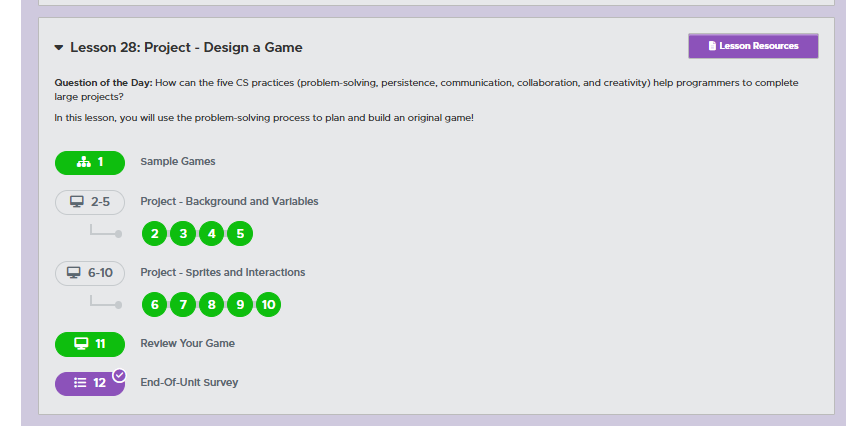 Lesson 28: Project - Design a Game
Lesson Resources
Question of the Day: How can the five CS practices (problem-solving, persistence, communication, collaboration, and creativity) help programmers to complete
large projects?
In this lesson, you will use the problem-solving process to plan and build an original game!
1 Sample Games
2-5 Project - Background and Variables
2 3 4 5
6-10 Project - Sprites and Interactions
6 7 8 9 10
11 Review Your Game
12 End-Of-Unit Survey